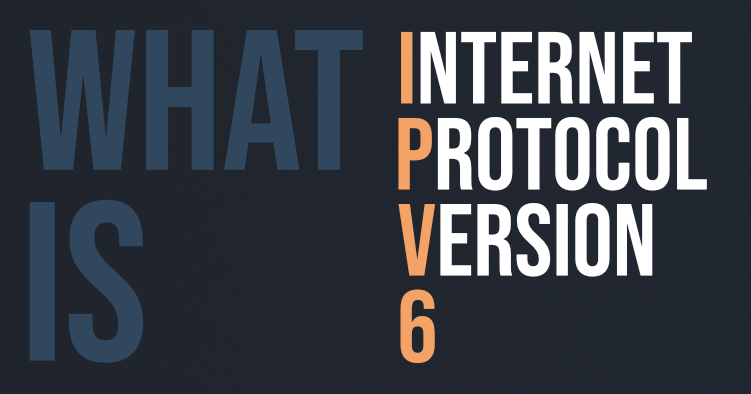 WHAT
IS
INTERNET
PROTOCOL
VERSION
6